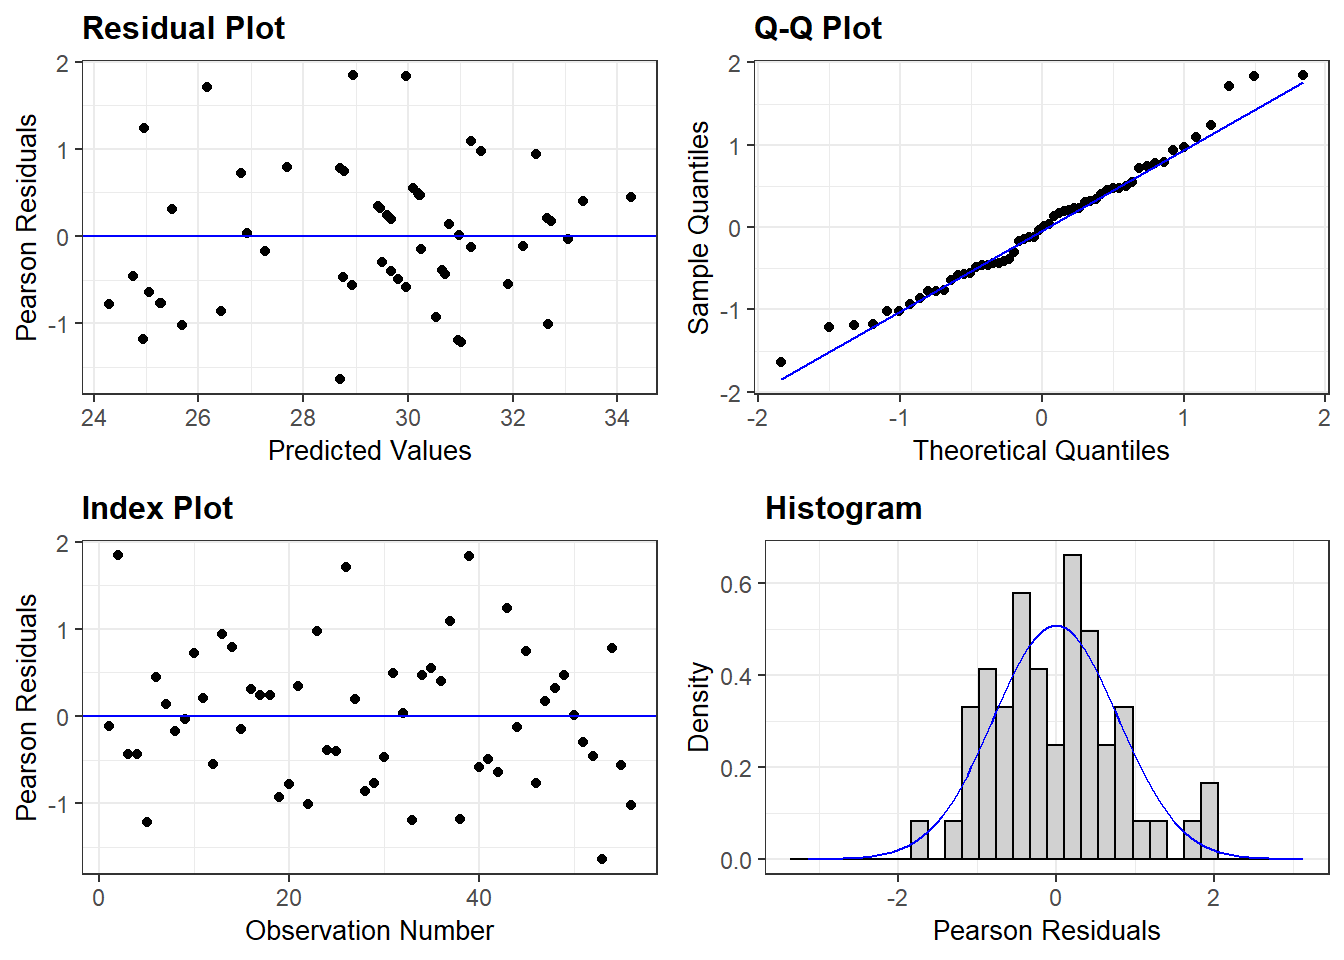 Residual Plot
Pearson Residuals
2
1
0
-1
24 26 28 30 32 34
Predicted Values
Q-Q Plot
Sample Quantiles
2
1
0
-1
-2
-2 -1 0 1 2
Theoretical Quantiles
Index Plot
Pearson Residuals
2
1
0
-1
0 20 40
Observation Number
Histogram
Density
0.6
0.4
0.2
0.0
-2 0 2
Pearson Residuals